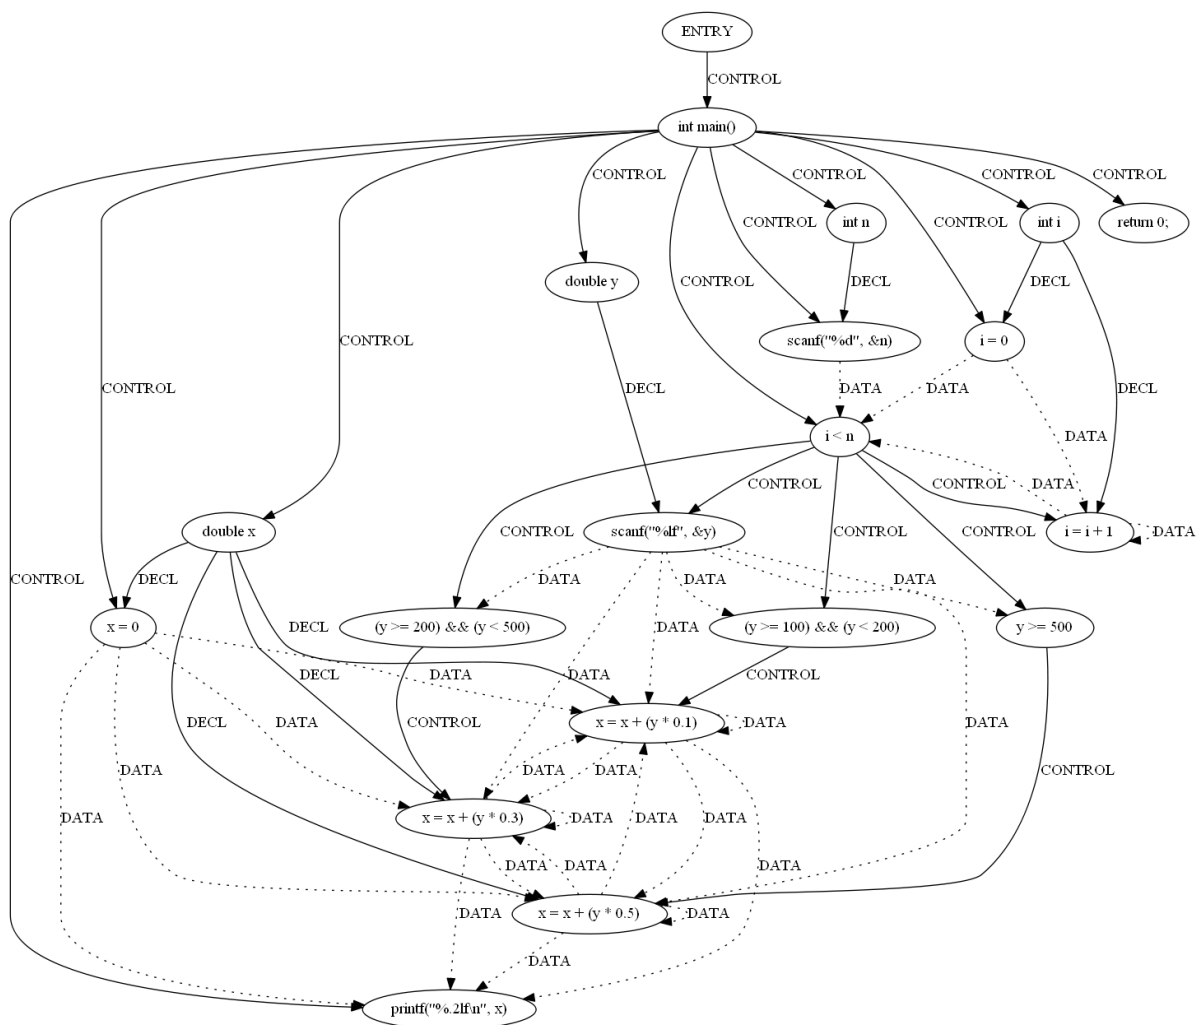 ENTRY
CONTROL
int main()
CONTROL
CONTROL
CONTROL
CONTROL
CONTROL
int n
int i
return 0;
CONTROL
CONTROL
double y
DECL
DECL
CONTROL
CONTROL
CONTROL
scanf("%d", &n)
i = 0
DECL
DECL
DATA
DATA
CONTROL
i < n
DATA
CONTROL
CONTROL
DATA
double x
CONTROL
scanf("%lf", &y)
CONTROL
CONTROL
i = i + 1
DATA
CONTROL
DECL
DATA
DATA
DATA
x = 0
DECL
(y >= 200) && (y < 500)
(y >= 100) && (y < 200)
y >= 500
DATA
DECL
DATA
DATA
CONTROL
DATA
DECL
CONTROL
x = x + (y * 0.1)
DATA
DATA
DATA
DATA
DATA
DATA
DATA
CONTROL
DATA
x = x + (y * 0.3)
DATA
DATA
DATA
DATA
x = x + (y * 0.5)
DATA
DATA
DATA
printf("%.2lf\n", x)